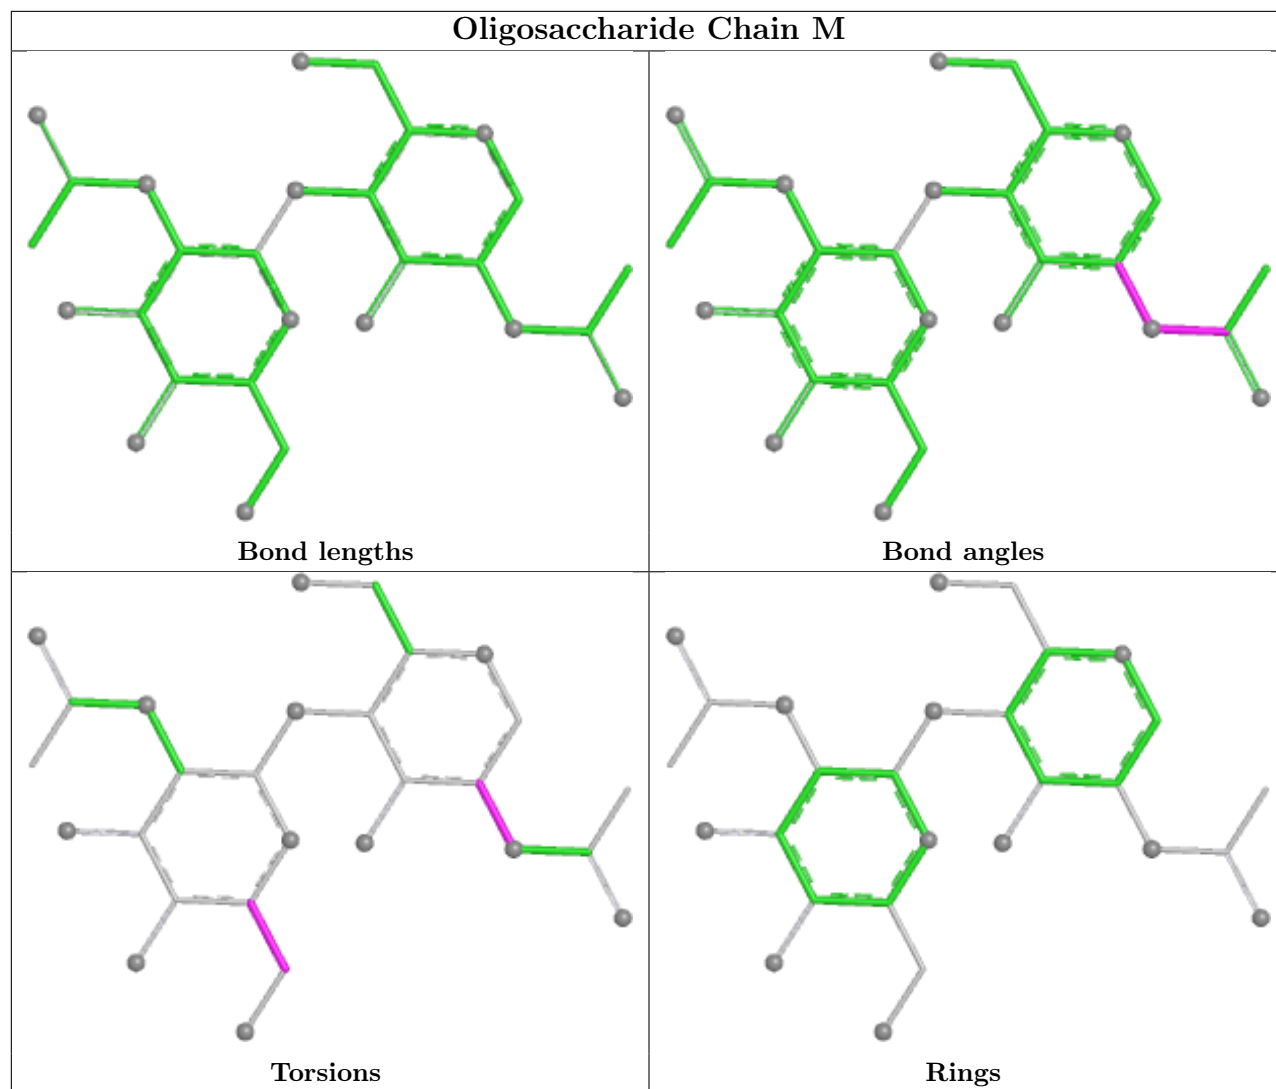 Oligosaccharide Chain M
Bond lengths
Bond angles
Torsions
Rings